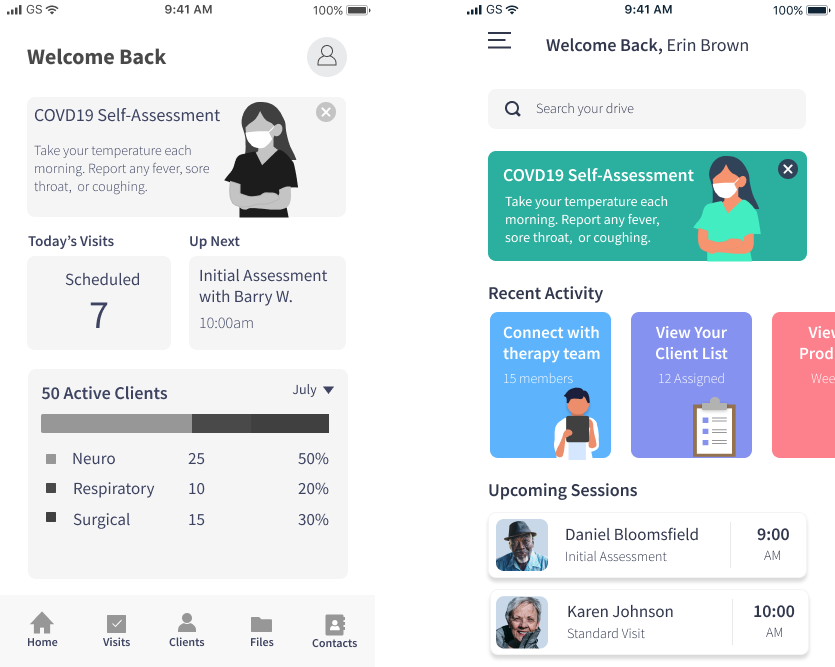 GS 9:41 AM 100%
Welcome Back
COVD19 Self-Assessment
Take your temperature each
morning. Report any fever, sore
throat, or coughing.
Today's Visits
Up Next
Scheduled
7
Initial Assessment
with Barry W.
10:00am
50 Active Clients
July
Neuro 25 50%
Respiratory 10 20%
Surgical 15 30%
Home Visits Clients Files Contacts
GS 9:41 AM 100%
Welcome Back, Erin Brown
Search your drive
COVD19 Self-Assessment
Take your temperature each
morning. Report any fever,
sore throat, or coughing.
Recent Activity
Connect with
therapy team
15 members
View Your
Client List
12 Assigned
View
Prod
Wee
Upcoming Sessions
Daniel Bloomsfield
Initial Assessment
9:00
AM
Karen Johnson
Standard Visit
10:00
AM